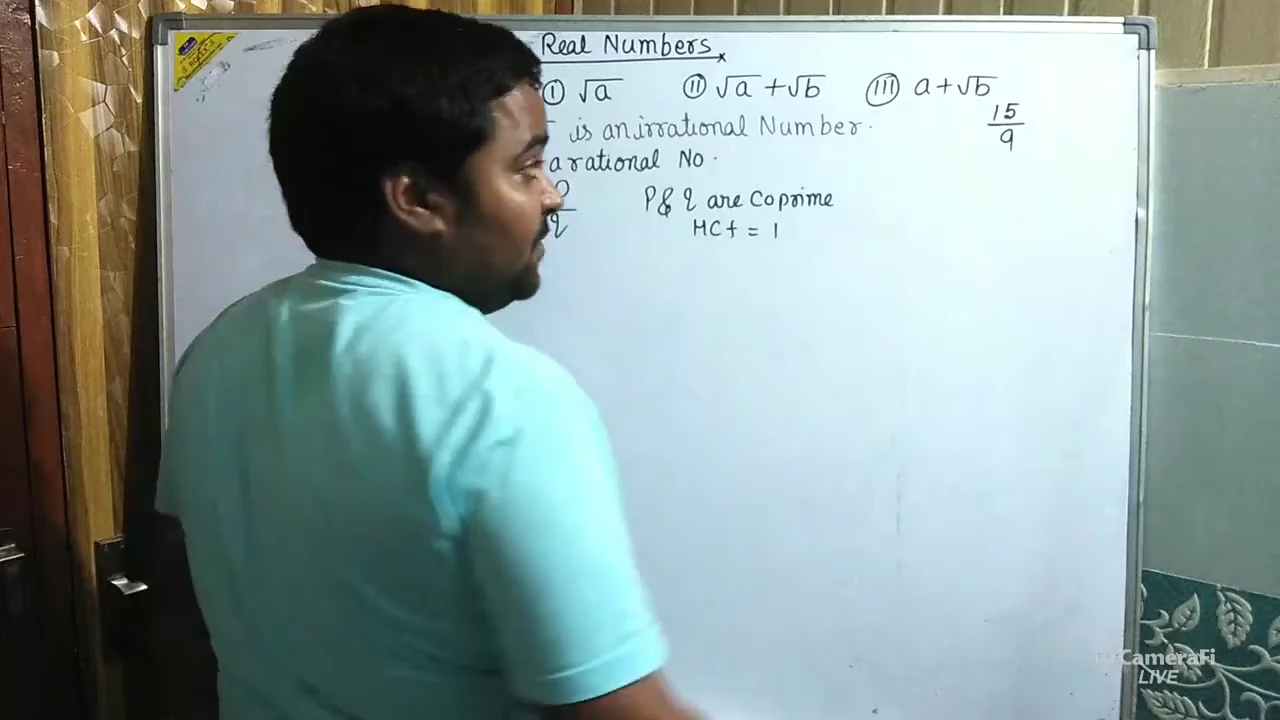 Real Numbers
I √a II √a + √b III a + √b
is an irrational Number.
15
9
a rational No.
P & q are Coprime
q
HCf = 1
CameraFi
LIVE